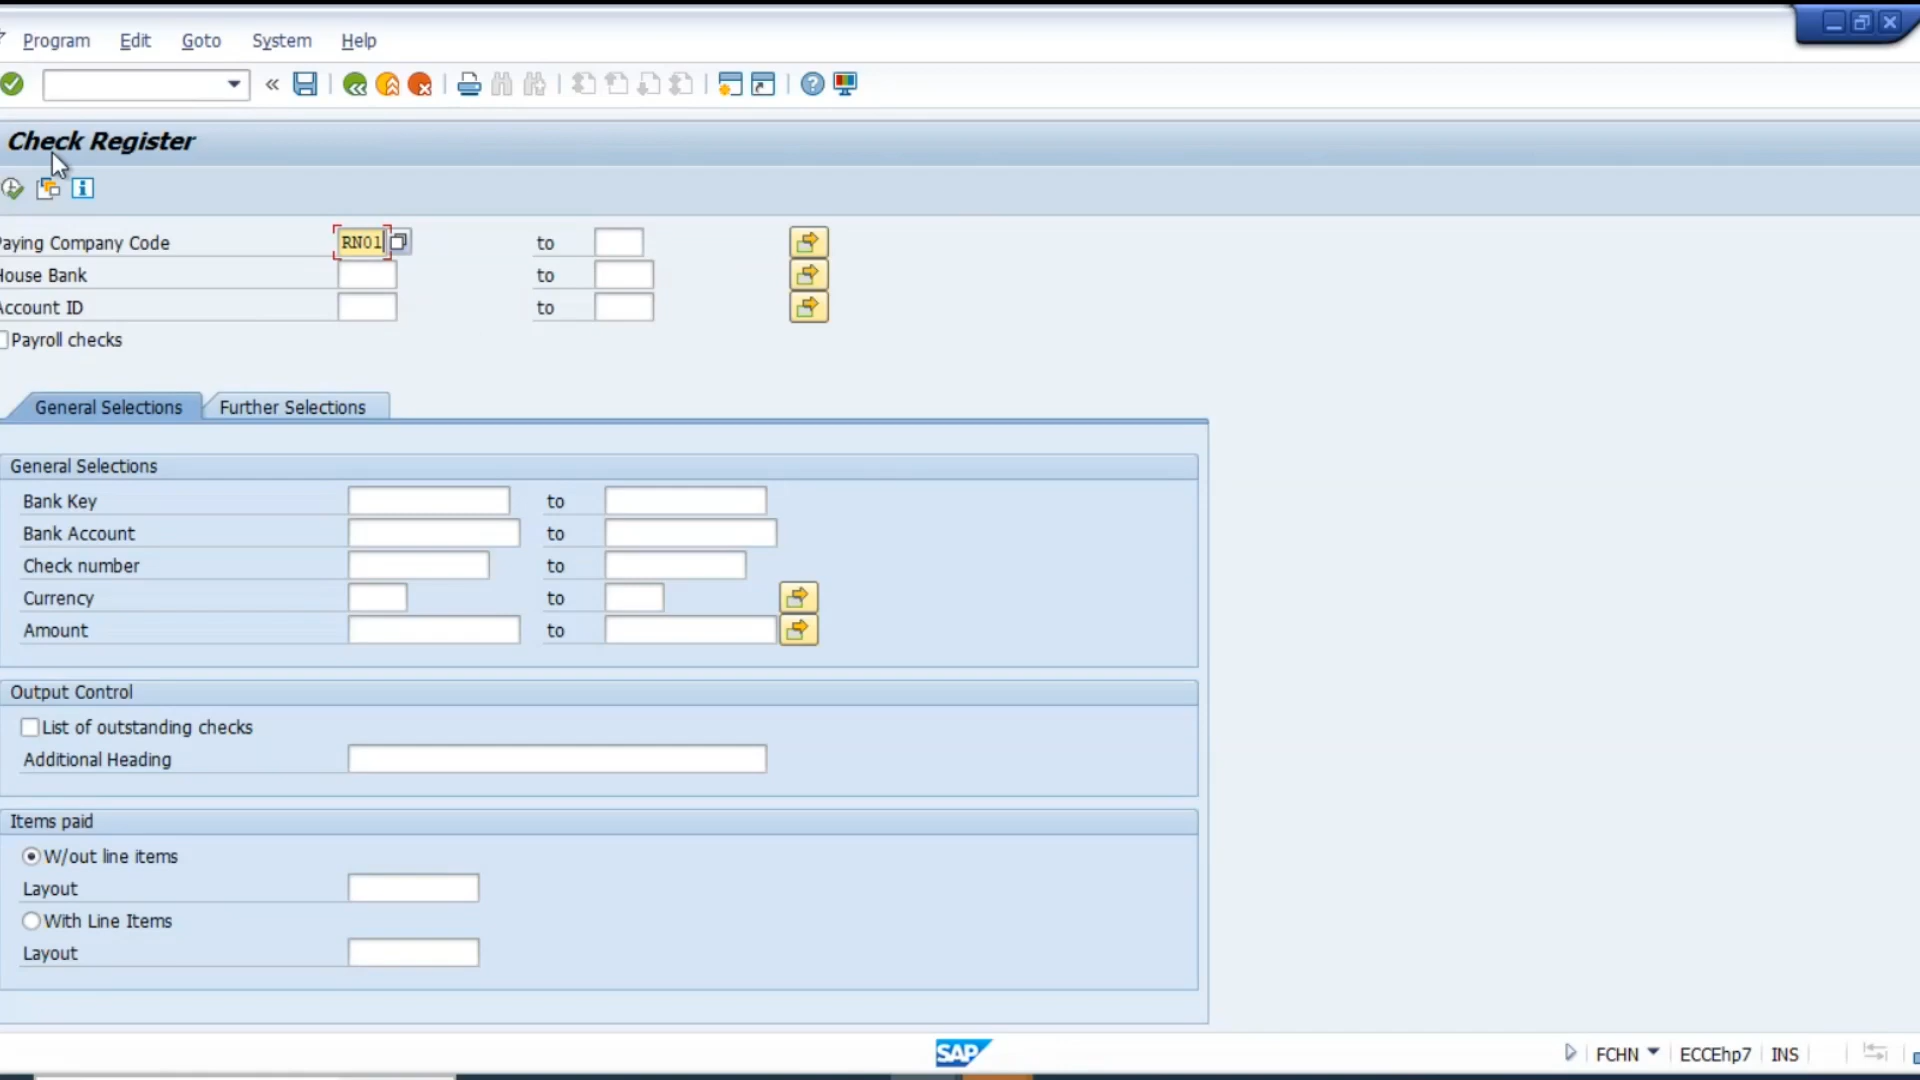 Program Edit Goto System Help
Check Register
Paying Company Code RN01 to
House Bank to
Account ID to
Payroll checks
General Selections Further Selections
General Selections
Bank Key to
Bank Account to
Check number to
Currency to
Amount to
Output Control
List of outstanding checks
Additional Heading
Items paid
W/out line items
Layout
With Line Items
Layout
SAP FCHN ECCEhp7 INS